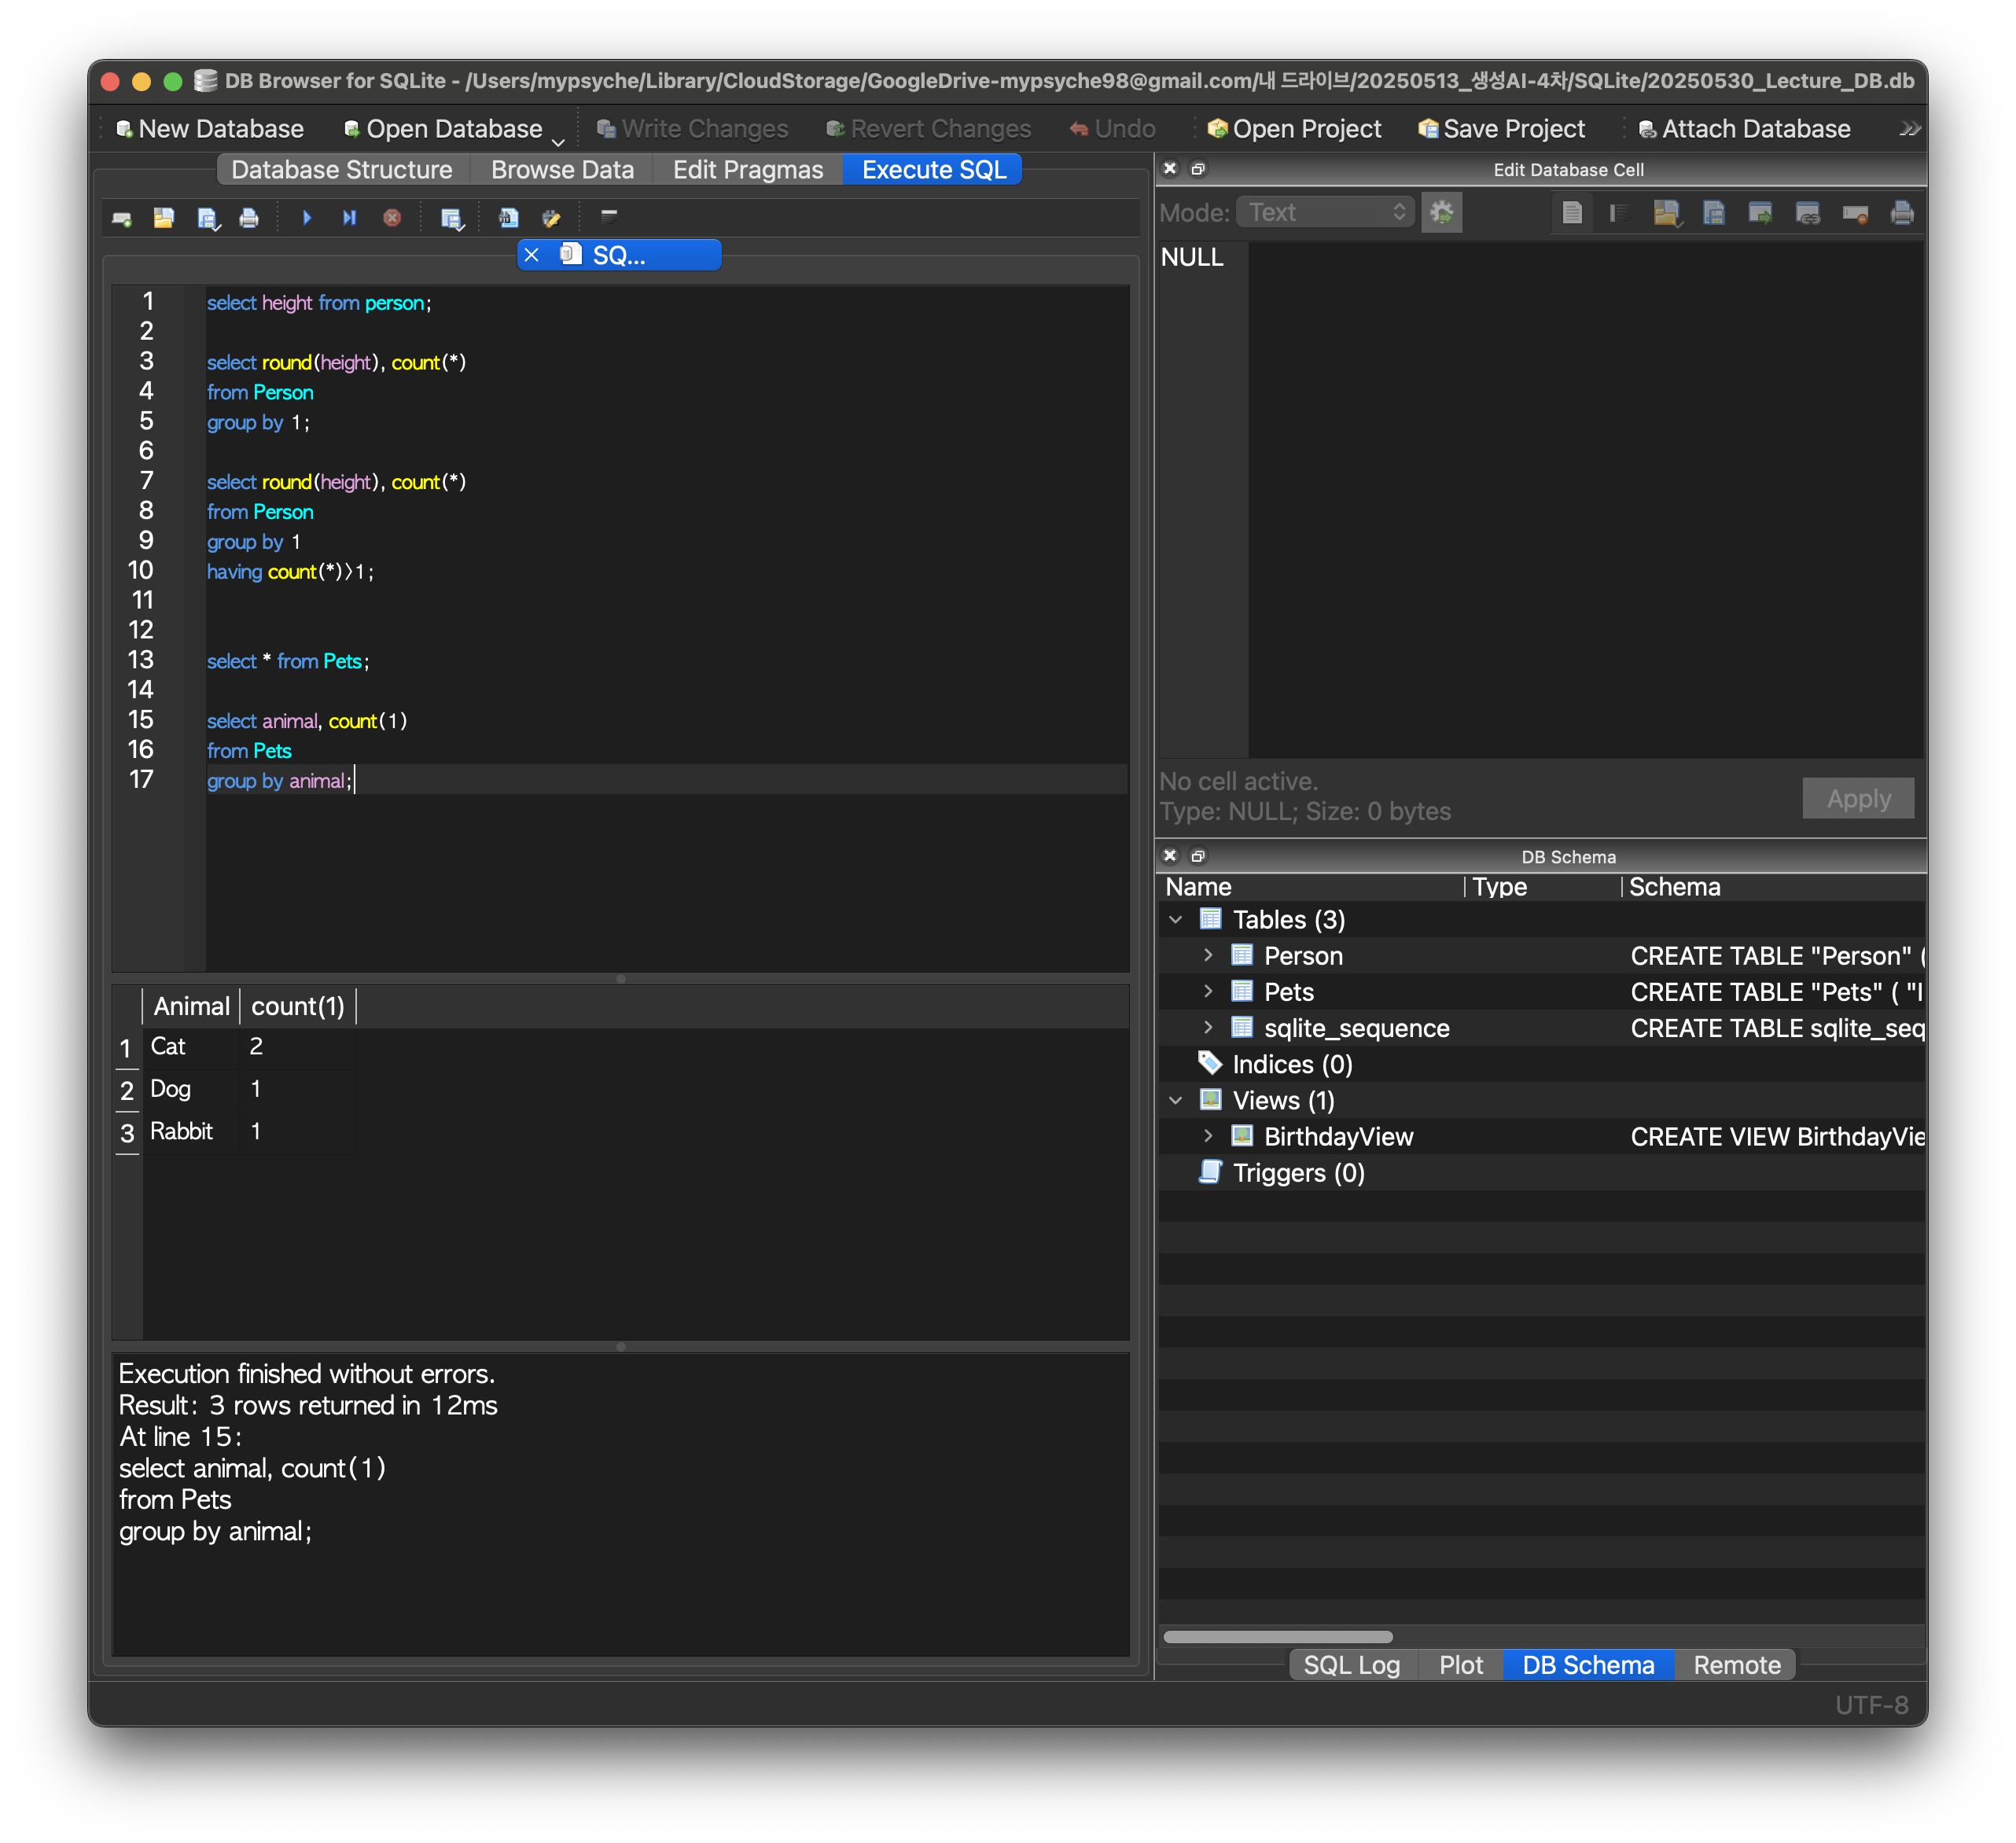 DB Browser for SQLite - /Users/mypsyche/Library/CloudStorage/GoogleDrive-mypsyche98@gmail.com/내 드라이브/20250513_생성AI-4차/SQLite/20250530_Lecture_DB.db
New Database Open Database Write Changes Revert Changes Undo Open Project Save Project Attach Database
Database Structure Browse Data Edit Pragmas Execute SQL
SQ...
1 select height from person;
2
3 select round(height), count(*)
4 from Person
5 group by 1;
6
7 select round(height), count(*)
8 from Person
9 group by 1
10 having count(*)>1;
11
12
13 select * from Pets;
14
15 select animal, count(1)
16 from Pets
17 group by animal;
Animal count(1)
1 Cat 2
2 Dog 1
3 Rabbit 1
Execution finished without errors.
Result: 3 rows returned in 12ms
At line 15:
select animal, count(1)
from Pets
group by animal;
Edit Database Cell
Mode: Text
NULL
No cell active.
Type: NULL; Size: 0 bytes
Apply
DB Schema
Name Type Schema
Tables (3)
Person CREATE TABLE "Person" (
Pets CREATE TABLE "Pets" ( "I
sqlite_sequence CREATE TABLE sqlite_seq
Indices (0)
Views (1)
BirthdayView CREATE VIEW BirthdayVie
Triggers (0)
SQL Log Plot DB Schema Remote
UTF-8